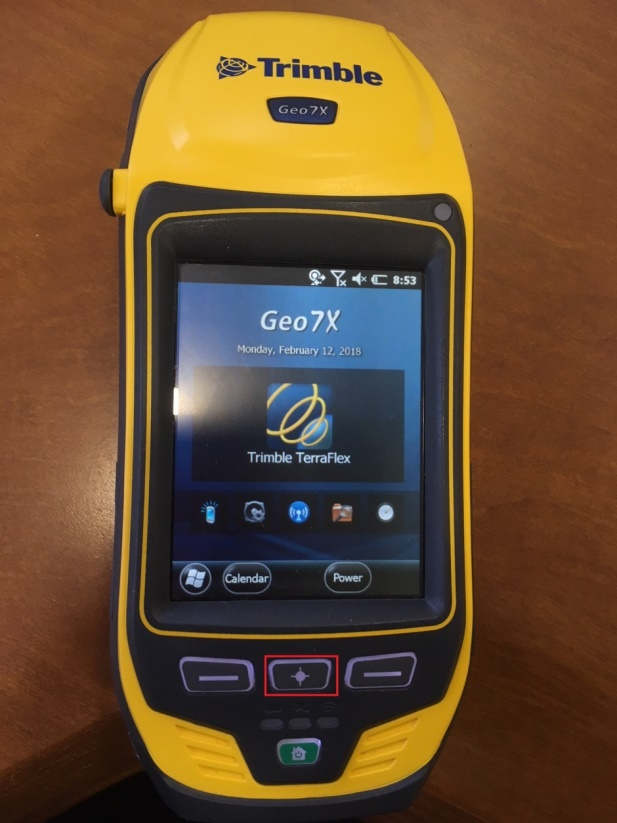 Trimble
Geo7X
8:53
Geo7X
Monday, February 12, 2018
Trimble TerraFlex
Calendar
Power